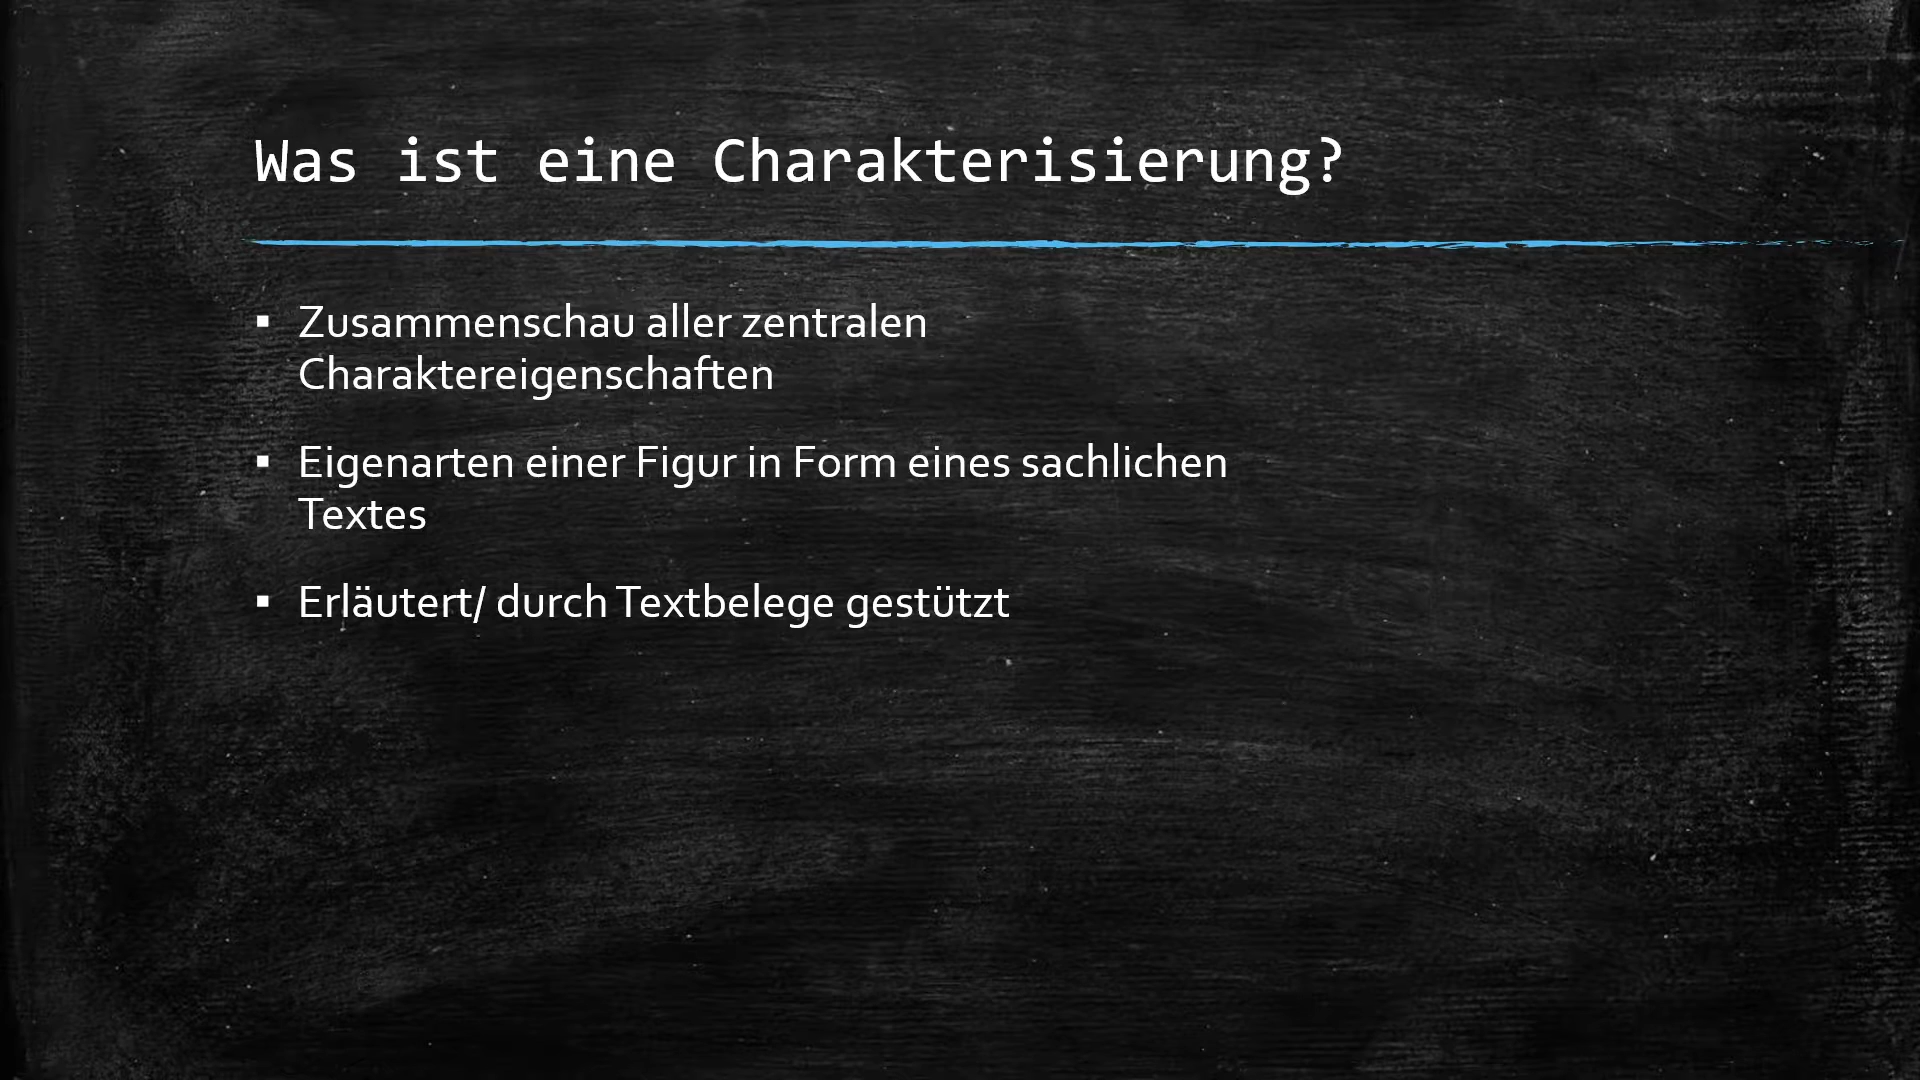 Was ist eine Charakterisierung?
▪ Zusammenschau aller zentralen
Charaktereigenschaften
▪ Eigenarten einer Figur in Form eines sachlichen
Textes
▪ Erläutert/ durch Textbelege gestützt